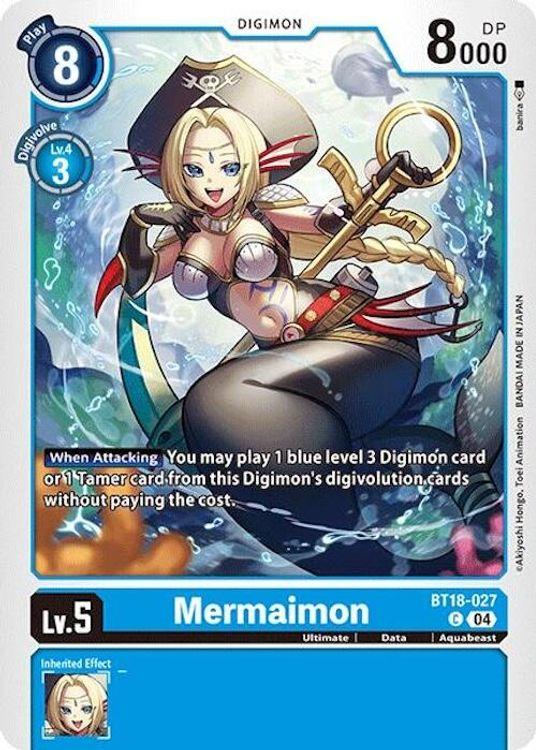 Play
8
DIGIMON
8000 DP
Digivolve
Lv.4
3
banira
©Akiyoshi Hongo, Toei Animation BANDAI MADE IN JAPAN
When Attacking You may play 1 blue level 3 Digimon card
or 1 Tamer card from this Digimon's digivolution cards
without paying the cost.
Lv.5
Mermaimon
BT18-027
C 04
Ultimate | Data | Aquabeast
Inherited Effect
–